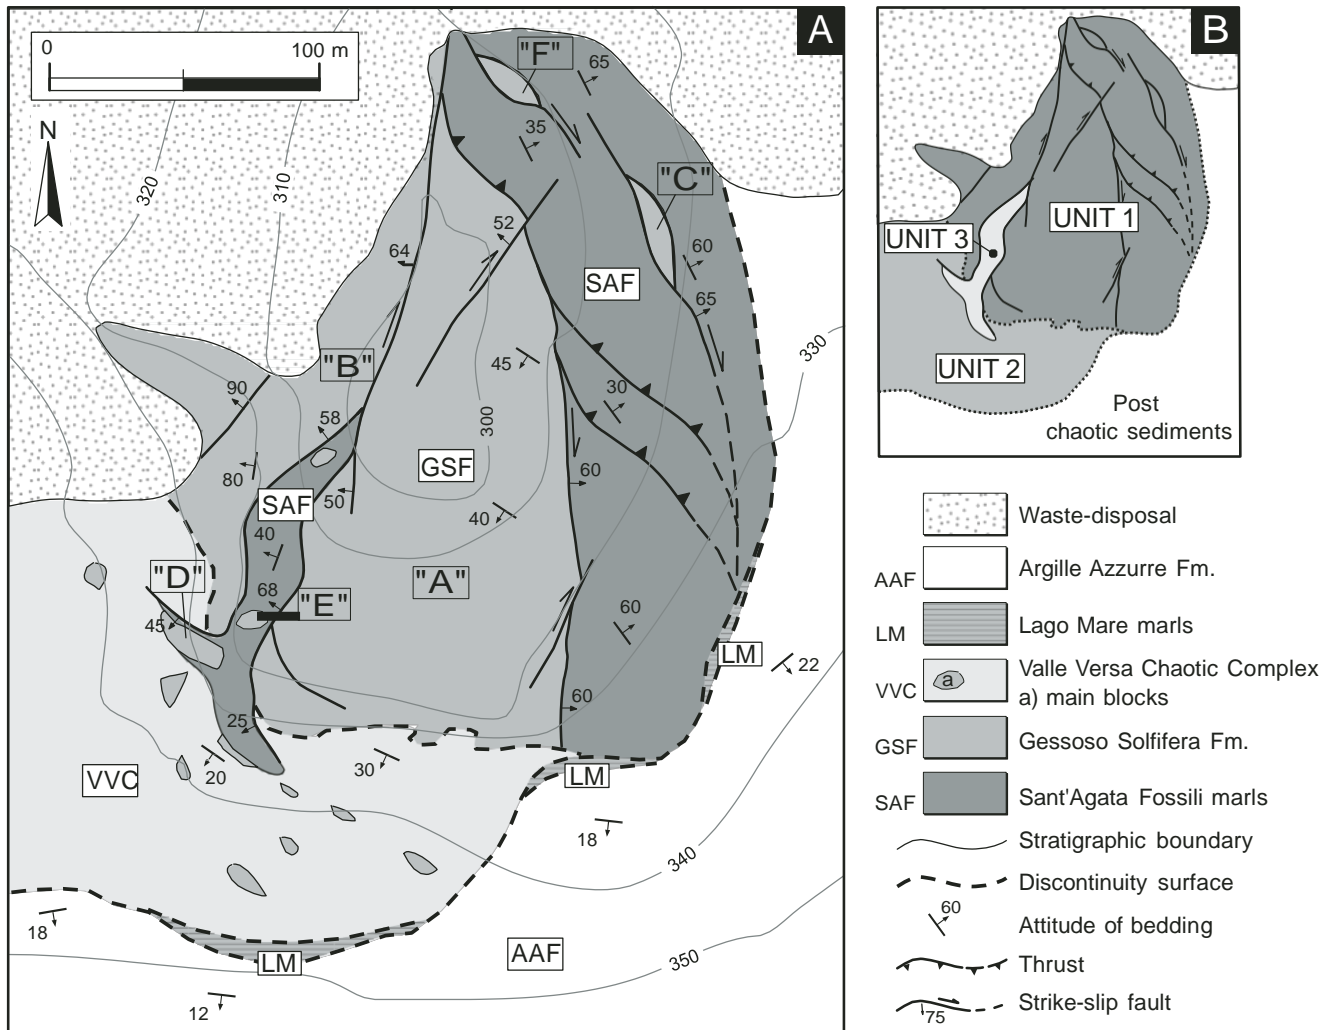 0
100 m
A
N
"F"
65
35
"C"
320
310
64
52
60
SAF
65
330
"B"
45
30
90
58
300
GSF
80
50
60
SAF
40
40
"D"
"A"
68
"E"
45
60
LM
22
60
25
VVC
20
30
LM
18
340
18
AAF
350
LM
12
B
UNIT 1
UNIT 3
UNIT 2
Post
chaotic sediments
Waste-disposal
AAF
Argille Azzurre Fm.
LM
Lago Mare marls
VVC
a
Valle Versa Chaotic Complex
a) main blocks
GSF
Gessoso Solfifera Fm.
SAF
Sant'Agata Fossili marls
Stratigraphic boundary
Discontinuity surface
60
Attitude of bedding
Thrust
75
Strike-slip fault